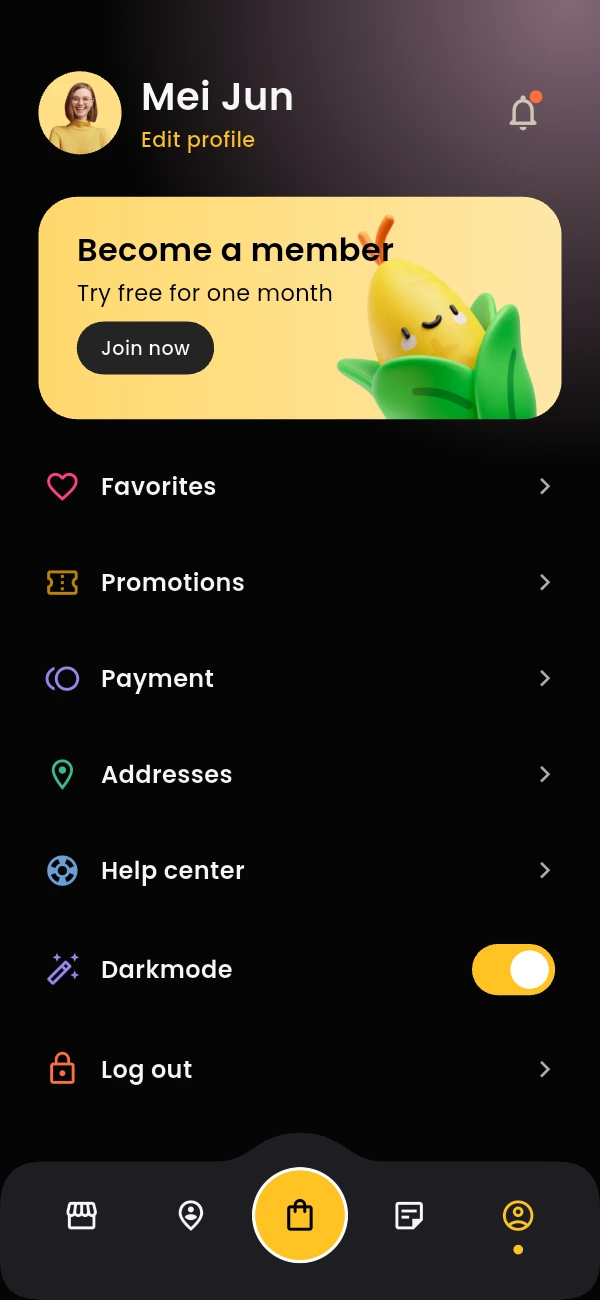 Mei Jun
Edit profile
Become a member
Try free for one month
Join now
Favorites
Promotions
Payment
Addresses
Help center
Darkmode
Log out